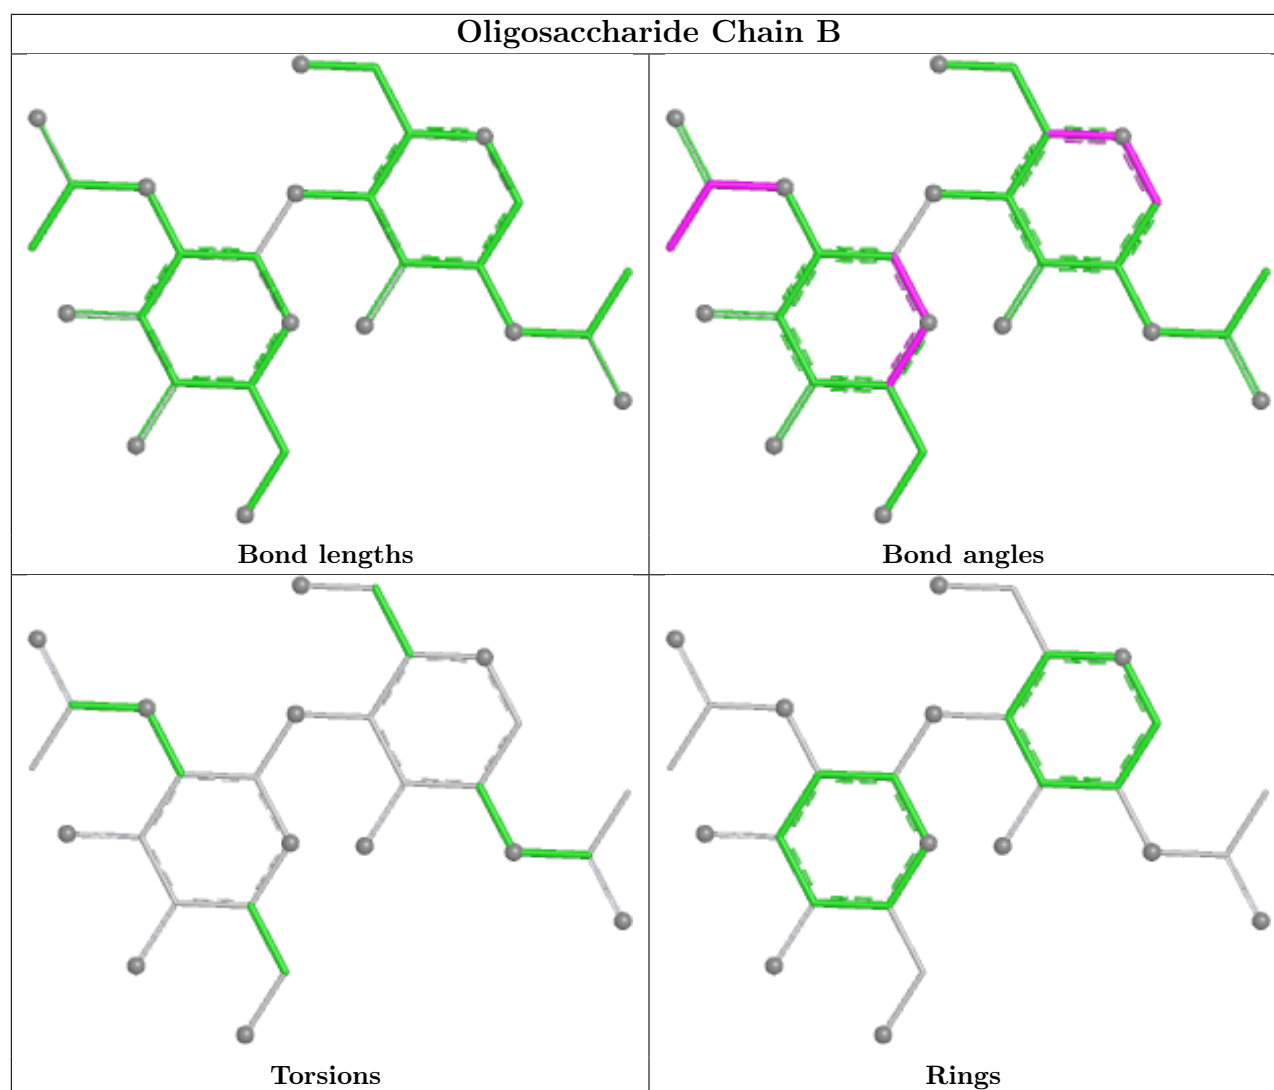 Oligosaccharide Chain B
Bond lengths
Bond angles
Torsions
Rings